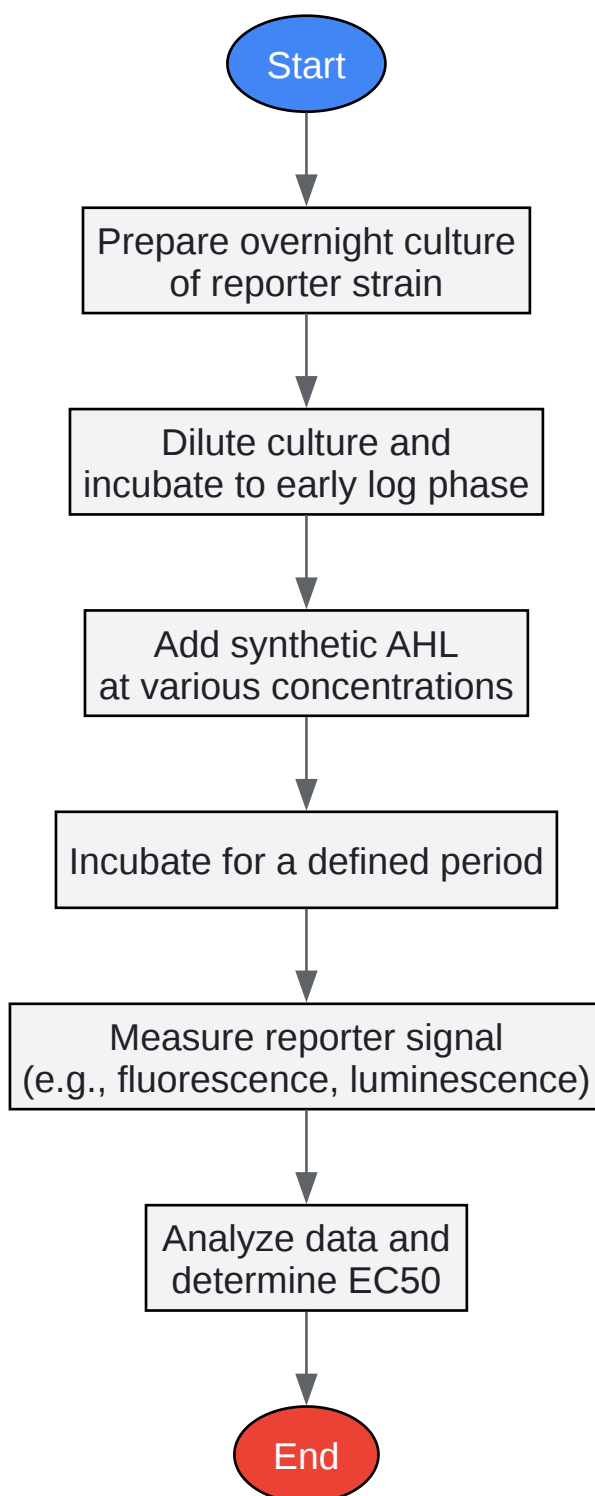 Start
Prepare overnight culture
of reporter strain
Dilute culture and
incubate to early log phase
Add synthetic AHL
at various concentrations
Incubate for a defined period
Measure reporter signal
(e.g., fluorescence, luminescence)
Analyze data and
determine EC50
End